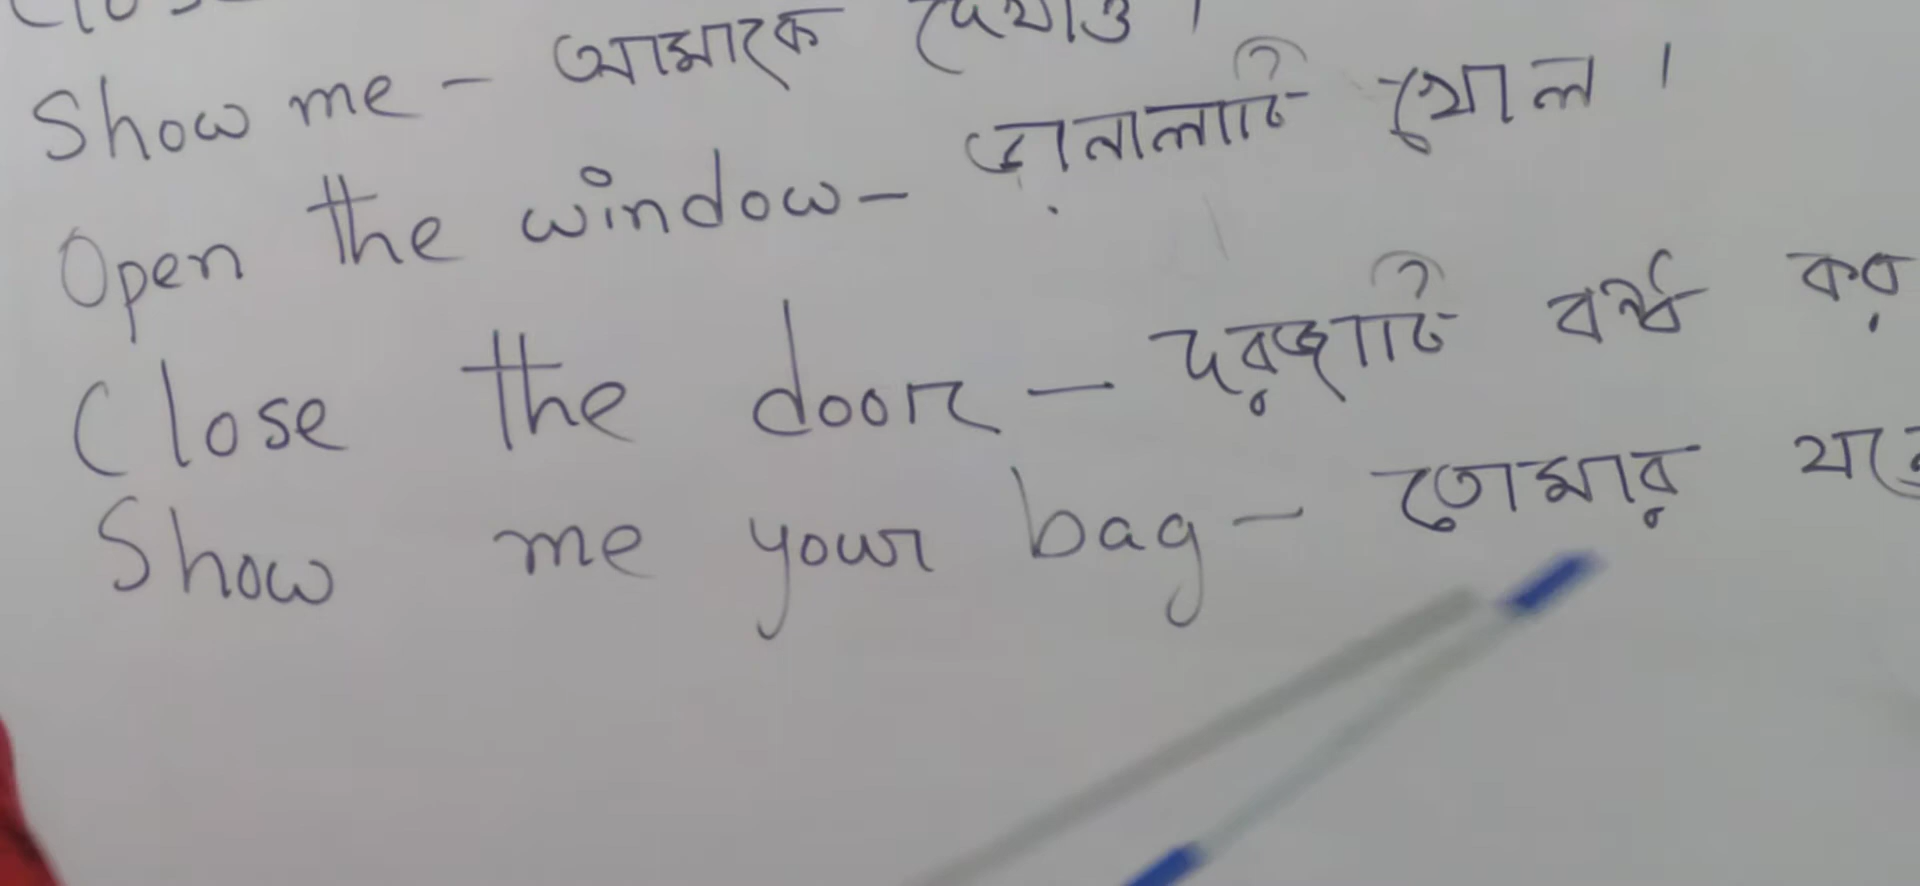 Show me - আমাকে দেখাও।
Open the window - জানালাটি খোল।
Close the door - দরজাটি বন্ধ কর
Show me your bag - তোমার